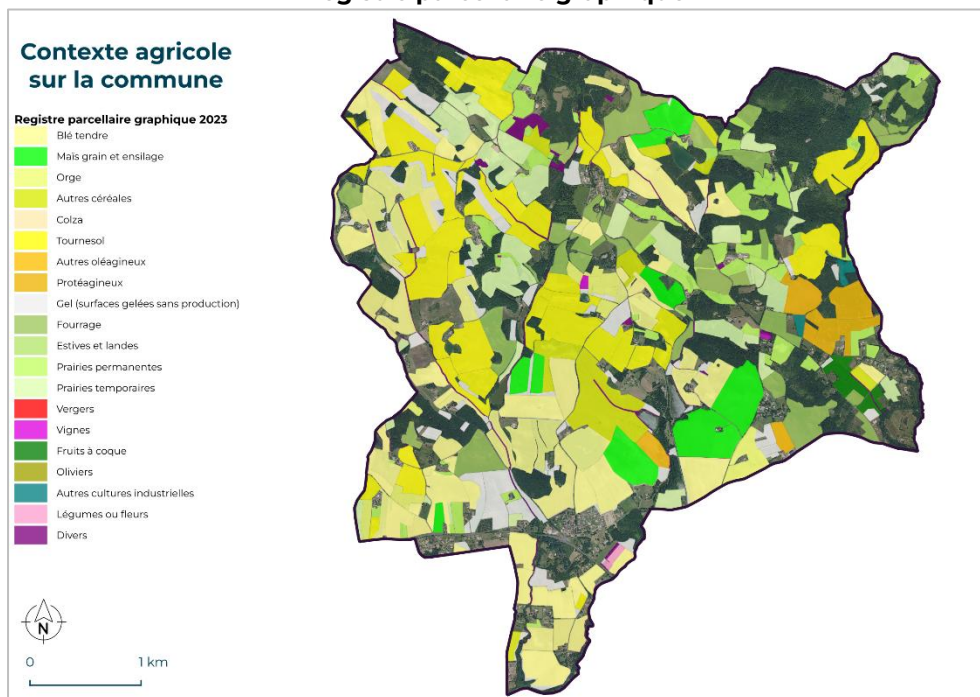 Contexte agricole
sur la commune
Registre parcellaire graphique 2023
Blé tendre
Maïs grain et ensilage
Orge
Autres céréales
Colza
Tournesol
Autres oléagineux
Protéagineux
Gel (surfaces gelées sans production)
Fourrage
Estives et landes
Prairies permanentes
Prairies temporaires
Vergers
Vignes
Fruits à coque
Oliviers
Autres cultures industrielles
Légumes ou fleurs
Divers
N
0 1 km